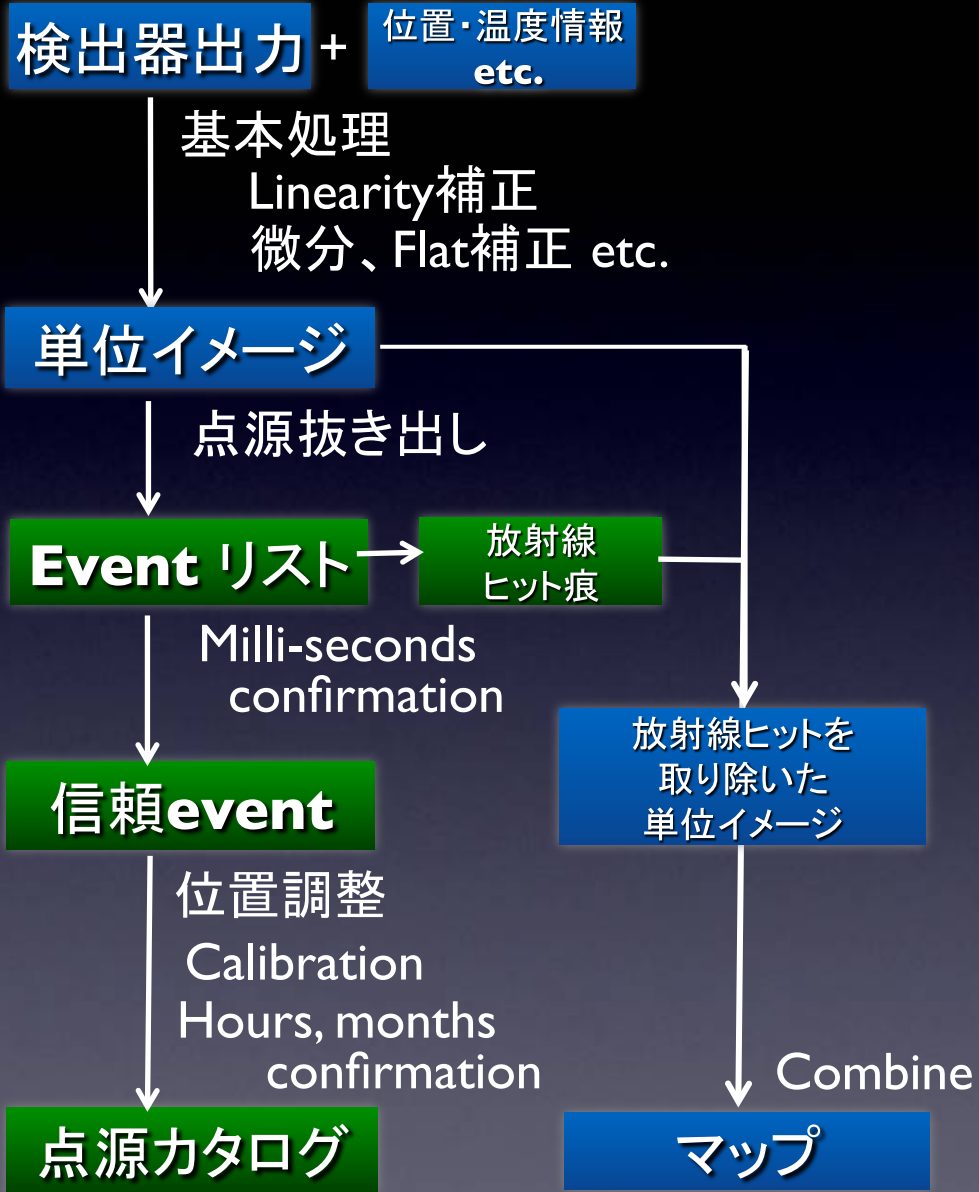 検出器出力 + 位置・温度情報
etc.
基本処理
Linearity補正
微分、Flat補正 etc.
単位イメージ
点源抜き出し
Event リスト
放射線
ヒット痕
Milli-seconds
confirmation
放射線ヒットを
取り除いた
単位イメージ
信頼event
位置調整
Calibration
Hours, months
confirmation
Combine
点源カタログ
マップ